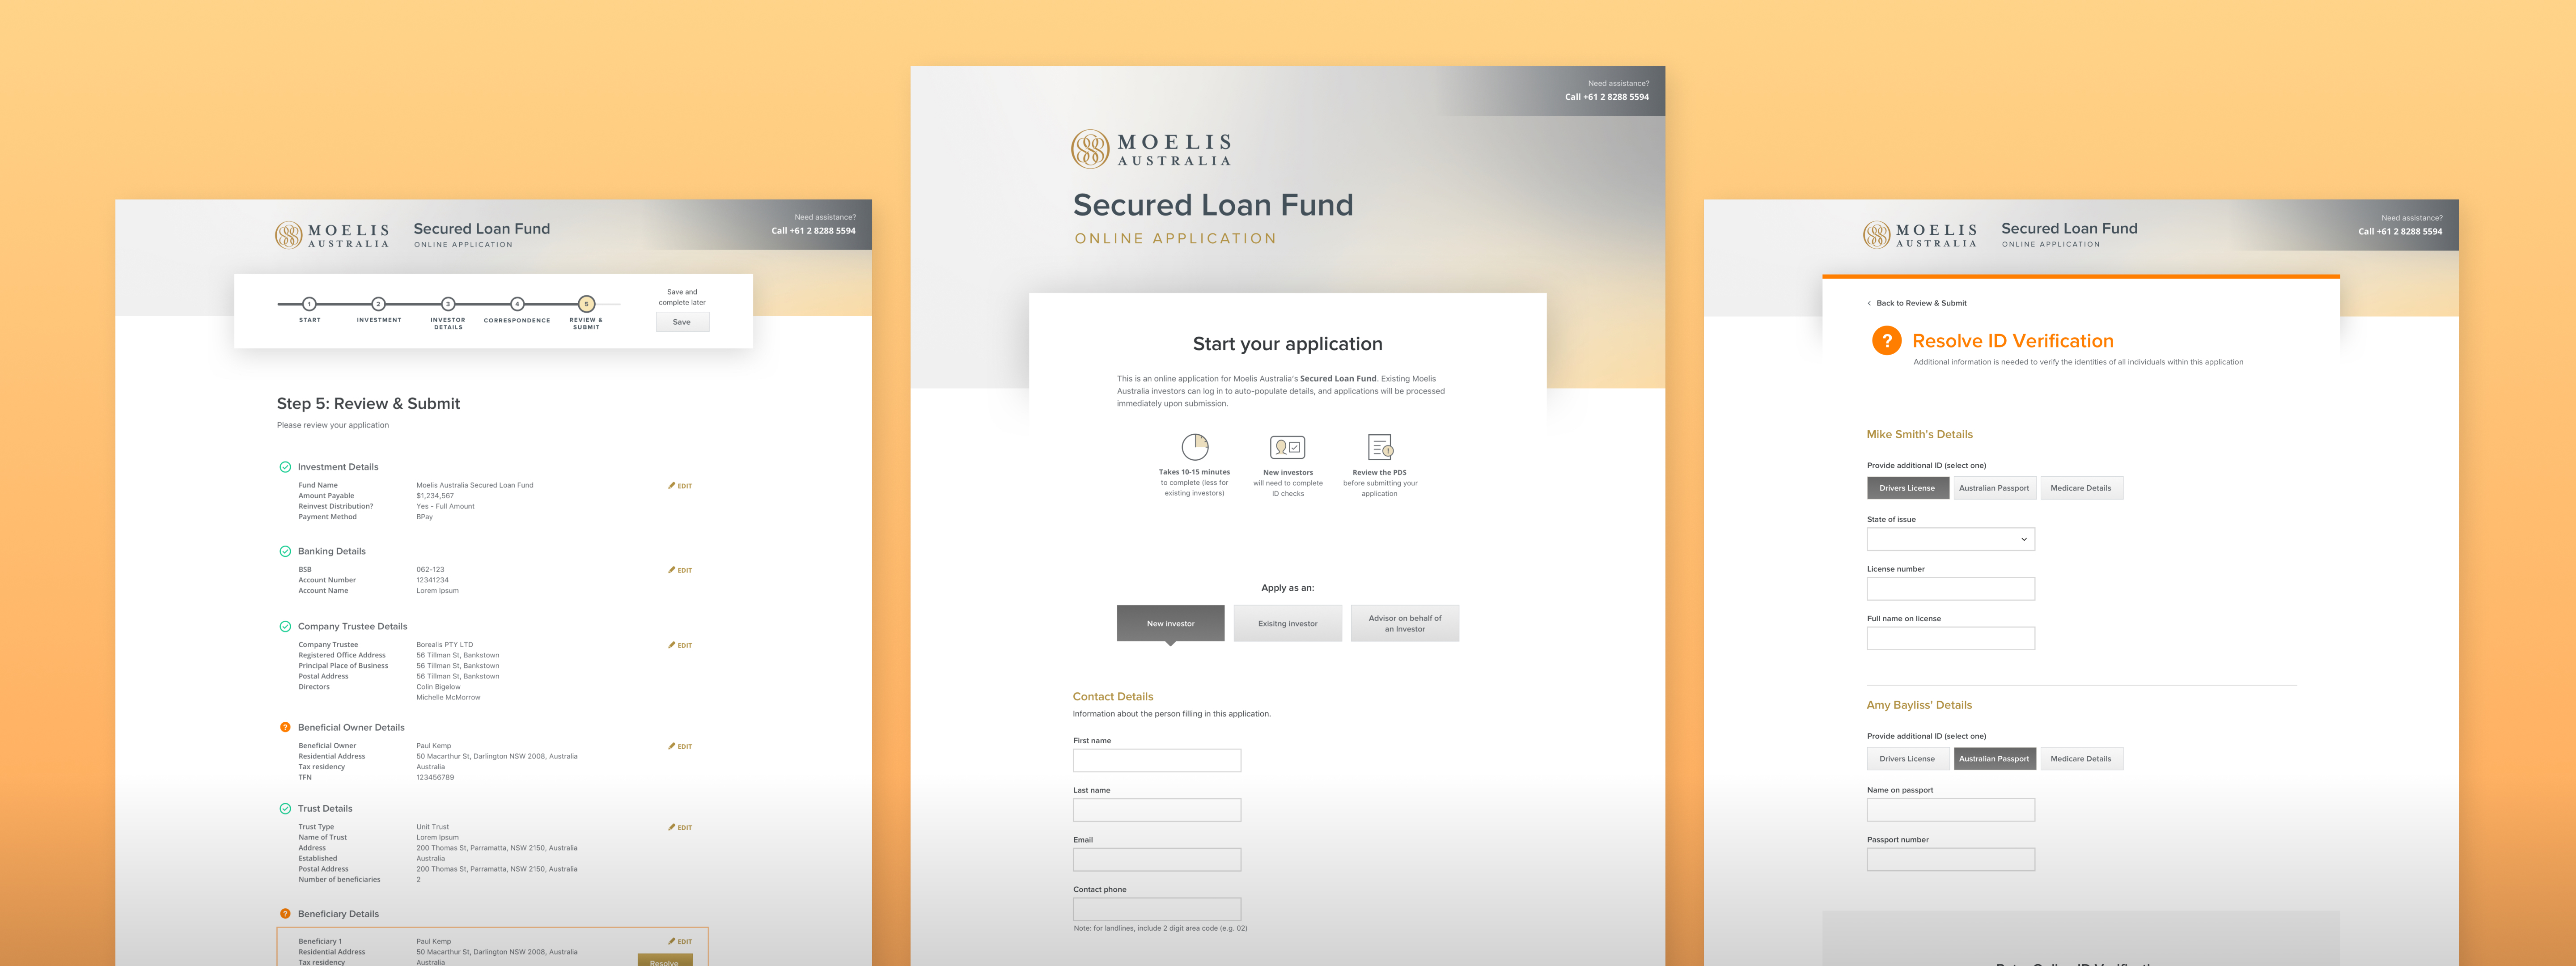 MOELIS
AUSTRALIA
Secured Loan Fund
ONLINE APPLICATION
Need assistance?
Call +61 2 8288 5594
1
2
3
4
5
START
INVESTMENT
INVESTOR
DETAILS
CORRESPONDENCE
REVIEW &
SUBMIT
Save and
complete later
Save
Step 5: Review & Submit
Please review your application
Investment Details
Fund Name Moelis Australia Secured Loan Fund EDIT
Amount Payable $1,234,567
Reinvest Distribution? Yes - Full Amount
Payment Method BPay
Banking Details
BSB 062-123 EDIT
Account Number 12341234
Account Name Lorem Ipsum
Company Trustee Details
Company Trustee Borealis PTY LTD EDIT
Registered Office Address 56 Tillman St, Bankstown
Principal Place of Business 56 Tillman St, Bankstown
Postal Address 56 Tillman St, Bankstown
Directors Colin Bigelow
Michelle McMorrow
? Beneficial Owner Details
Beneficial Owner Paul Kemp EDIT
Residential Address 50 Macarthur St, Darlington NSW 2008, Australia
Tax residency Australia
TFN 123456789
Trust Details
Trust Type Unit Trust EDIT
Name of Trust Lorem Ipsum
Address 200 Thomas St, Parramatta, NSW 2150, Australia
Established Australia
Postal Address 200 Thomas St, Parramatta, NSW 2150, Australia
Number of beneficiaries 2
? Beneficiary Details
Beneficiary 1 Paul Kemp EDIT
Residential Address 50 Macarthur St, Darlington NSW 2008, Australia
Tax residency Australia
Resolve
Need assistance?
Call +61 2 8288 5594
MOELIS
AUSTRALIA
Secured Loan Fund
ONLINE APPLICATION
Start your application
This is an online application for Moelis Australia's Secured Loan Fund. Existing Moelis
Australia investors can log in to auto-populate details, and applications will be processed
immediately upon submission.
Takes 10-15 minutes
to complete (less for
existing investors)
New investors
will need to complete
ID checks
Review the PDS
before submitting your
application
Apply as an:
New investor
Exisitng investor
Advisor on behalf of
an Investor
Contact Details
Information about the person filling in this application.
First name
Last name
Email
Contact phone
Note: for landlines, include 2 digit area code (e.g. 02)
MOELIS
AUSTRALIA
Secured Loan Fund
ONLINE APPLICATION
Need assistance?
Call +61 2 8288 5594
< Back to Review & Submit
? Resolve ID Verification
Additional information is needed to verify the identities of all individuals within this application
Mike Smith's Details
Provide additional ID (select one)
Drivers License Australian Passport Medicare Details
State of issue
License number
Full name on license
Amy Bayliss' Details
Provide additional ID (select one)
Drivers License Australian Passport Medicare Details
Name on passport
Passport number